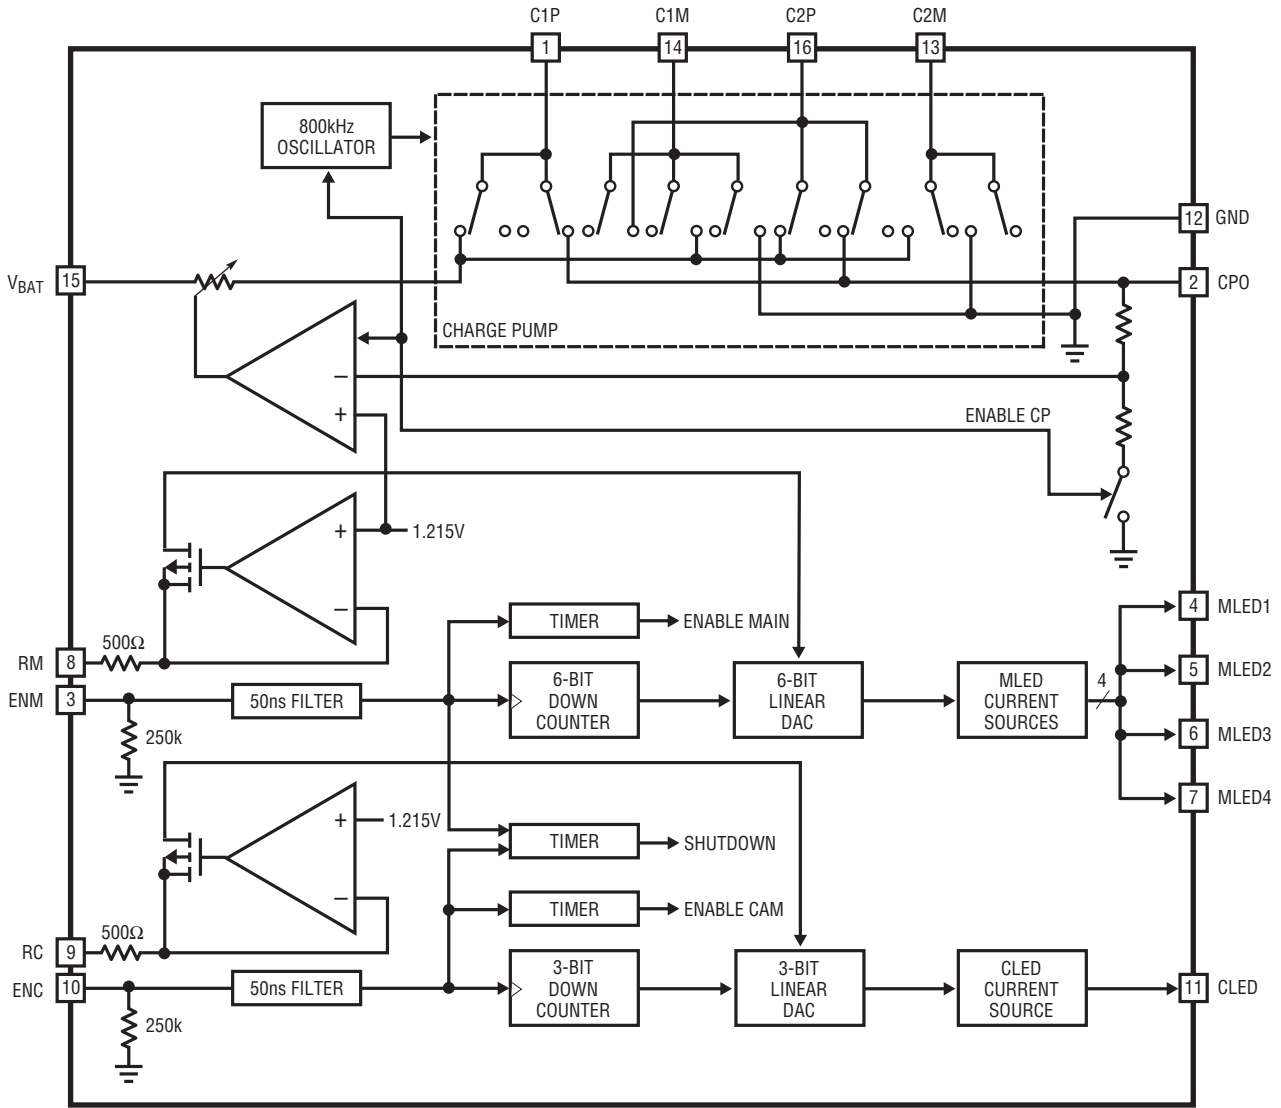 C1P C1M C2P C2M
1 14 16 13
800kHz
OSCILLATOR
12 GND
VBAT 15
2 CPO
CHARGE PUMP
−
+
ENABLE CP
+ 1.215V
−
4 MLED1
TIMER ENABLE MAIN
500Ω
RM 8
5 MLED2
6-BIT
DOWN
COUNTER
6-BIT
LINEAR
DAC
MLED
CURRENT
SOURCES
4
ENM 3
50ns FILTER
250k
6 MLED3
7 MLED4
+ 1.215V
−
TIMER SHUTDOWN
TIMER ENABLE CAM
500Ω
RC 9
ENC 10
50ns FILTER
3-BIT
DOWN
COUNTER
3-BIT
LINEAR
DAC
CLED
CURRENT
SOURCE
11 CLED
250k